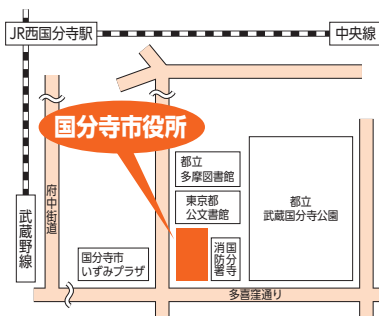 JR西国分寺駅
中央線
国分寺市役所
都立
多摩図書館
東京都
公文書館
都立
武蔵国分寺公園
府中街道
武蔵野線
国分寺市
いずみプラザ
国分寺
消防署
多喜窪通り